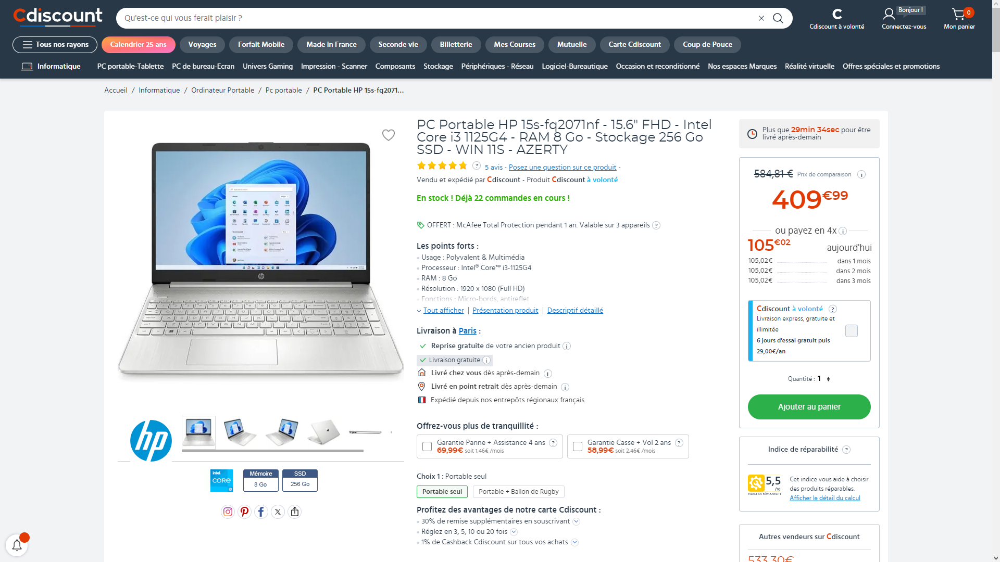 Cdiscount
Qu'est-ce qui vous ferait plaisir ?
Cdiscount à volonté
Bonjour !
Connectez-vous
0
Mon panier
Tous nos rayons
Calendrier 25 ans
Voyages
Forfait Mobile
Made in France
Seconde vie
Billetterie
Mes Courses
Mutuelle
Carte Cdiscount
Coup de Pouce
Informatique
PC portable-Tablette
PC de bureau-Ecran
Univers Gaming
Impression - Scanner
Composants
Stockage
Périphériques - Réseau
Logiciel-Bureautique
Occasion et reconditionné
Nos espaces Marques
Réalité virtuelle
Offres spéciales et promotions
Accueil / Informatique / Ordinateur Portable / Pc portable / PC Portable HP 15s-fq2071...
PC Portable HP 15s-fq2071nf - 15.6" FHD - Intel
Core i3 1125G4 - RAM 8 Go - Stockage 256 Go
SSD - WIN 11S - AZERTY
5 avis - Posez une question sur ce produit -
Vendu et expédié par Cdiscount - Produit Cdiscount à volonté
En stock ! Déjà 22 commandes en cours !
OFFERT : McAfee Total Protection pendant 1 an. Valable sur 3 appareils
Les points forts :
Usage : Polyvalent & Multimédia
Processeur : Intel® Core™ i3-1125G4
RAM : 8 Go
Résolution : 1920 x 1080 (Full HD)
Fonctions : Micro-bords, antireflet
Tout afficher | Présentation produit | Descriptif détaillé
Livraison à Paris :
Reprise gratuite de votre ancien produit
Livraison gratuite
Livré chez vous dès après-demain
Livré en point retrait dès après-demain
Expédié depuis nos entrepôts régionaux français
Offrez-vous plus de tranquillité :
Garantie Panne + Assistance 4 ans
69,99€ soit 1,46€ /mois
Garantie Casse + Vol 2 ans
58,99€ soit 2,46€ /mois
Choix 1 : Portable seul
Portable seul
Portable + Ballon de Rugby
Profitez des avantages de notre carte Cdiscount :
30% de remise supplémentaires en souscrivant
Réglez en 3, 5, 10 ou 20 fois
1% de Cashback Cdiscount sur tous vos achats
hp
hp
intel
CORE
i3
Mémoire
8 Go
SSD
256 Go
Plus que 29min 34sec pour être
livré après-demain
584,81 € Prix de comparaison
409€99
ou payez en 4x
105€02 aujourd'hui
105,02€ dans 1 mois
105,02€ dans 2 mois
105,02€ dans 3 mois
Cdiscount à volonté
Livraison express, gratuite et
illimitée
6 jours d'essai gratuit puis
29,00€/an
Quantité : 1
Ajouter au panier
Indice de réparabilité
5,5
/10
INDICE DE RÉPARABILITÉ
Cet indice vous aide à choisir
des produits réparables.
Afficher le détail du calcul
Autres vendeurs sur Cdiscount
533,30€